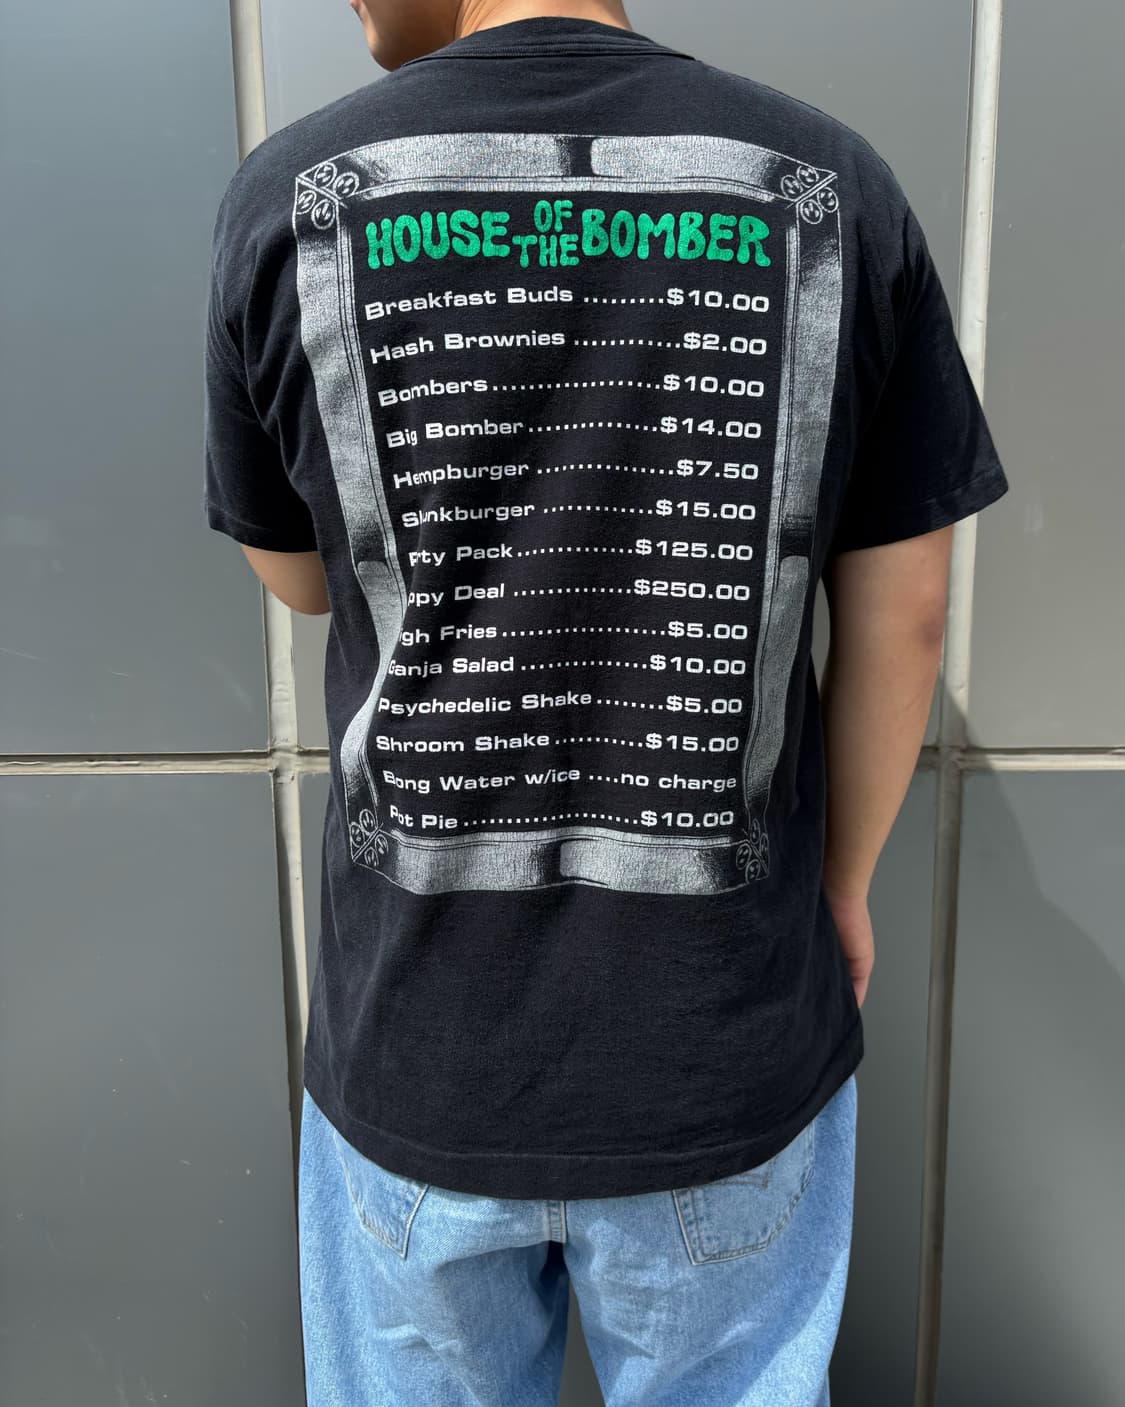 HOUSE OF THE BOMBER
Breakfast Buds .........$10.00
Hash Brownies ............$2.00
Bombers...................$10.00
Big Bomber ...............$14.00
Hempburger ................$7.50
Skunkburger .............$15.00
Pack..............$125.00
Deal ..............$250.00
Fries...................$5.00
Ganja Salad ...............$10.00
Psychedelic Shake........$5.00
Shroom Shake...........$15.00
Bong Water w/ice ....no charge
Pot Pie......................$10.00